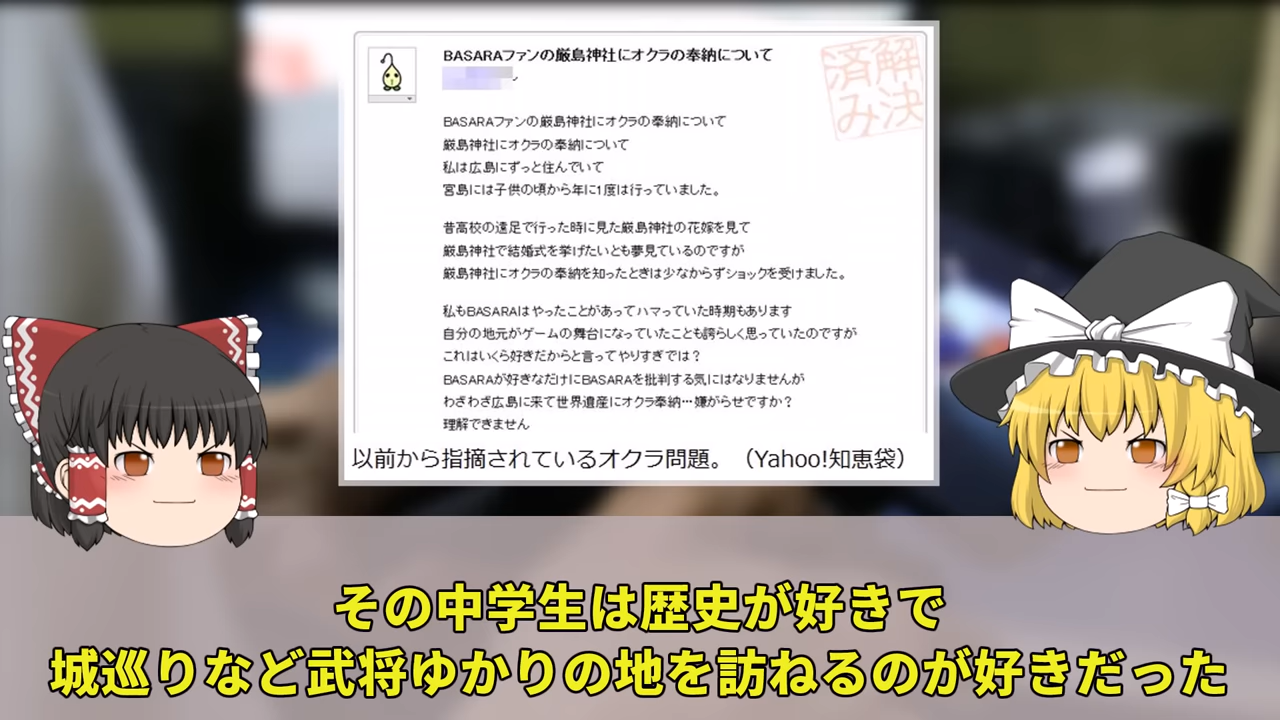 BASARAファンの厳島神社にオクラの奉納について
解決済み
BASARAファンの厳島神社にオクラの奉納について
厳島神社にオクラの奉納について
私は広島にずっと住んでいて
宮島には子供の頃から年に1度は行っていました。
昔高校の遠足で行った時に見た厳島神社の花嫁を見て
厳島神社で結婚式を挙げたいとも夢見ているのですが
厳島神社にオクラの奉納を知ったときは少なからずショックを受けました。
私もBASARAはやったことがあってハマっていた時期もあります
自分の地元がゲームの舞台になっていたことも誇らしく思っていたのですが
これはいくら好きだからと言ってやりすぎでは？
BASARAが好きなだけにBASARAを批判する気にはなりませんが
わざわざ広島に来て世界遺産にオクラ奉納…嫌がらせですか？
理解できません
以前から指摘されているオクラ問題。（Yahoo!知恵袋）
その中学生は歴史が好きで
城巡りなど武将ゆかりの地を訪ねるのが好きだった